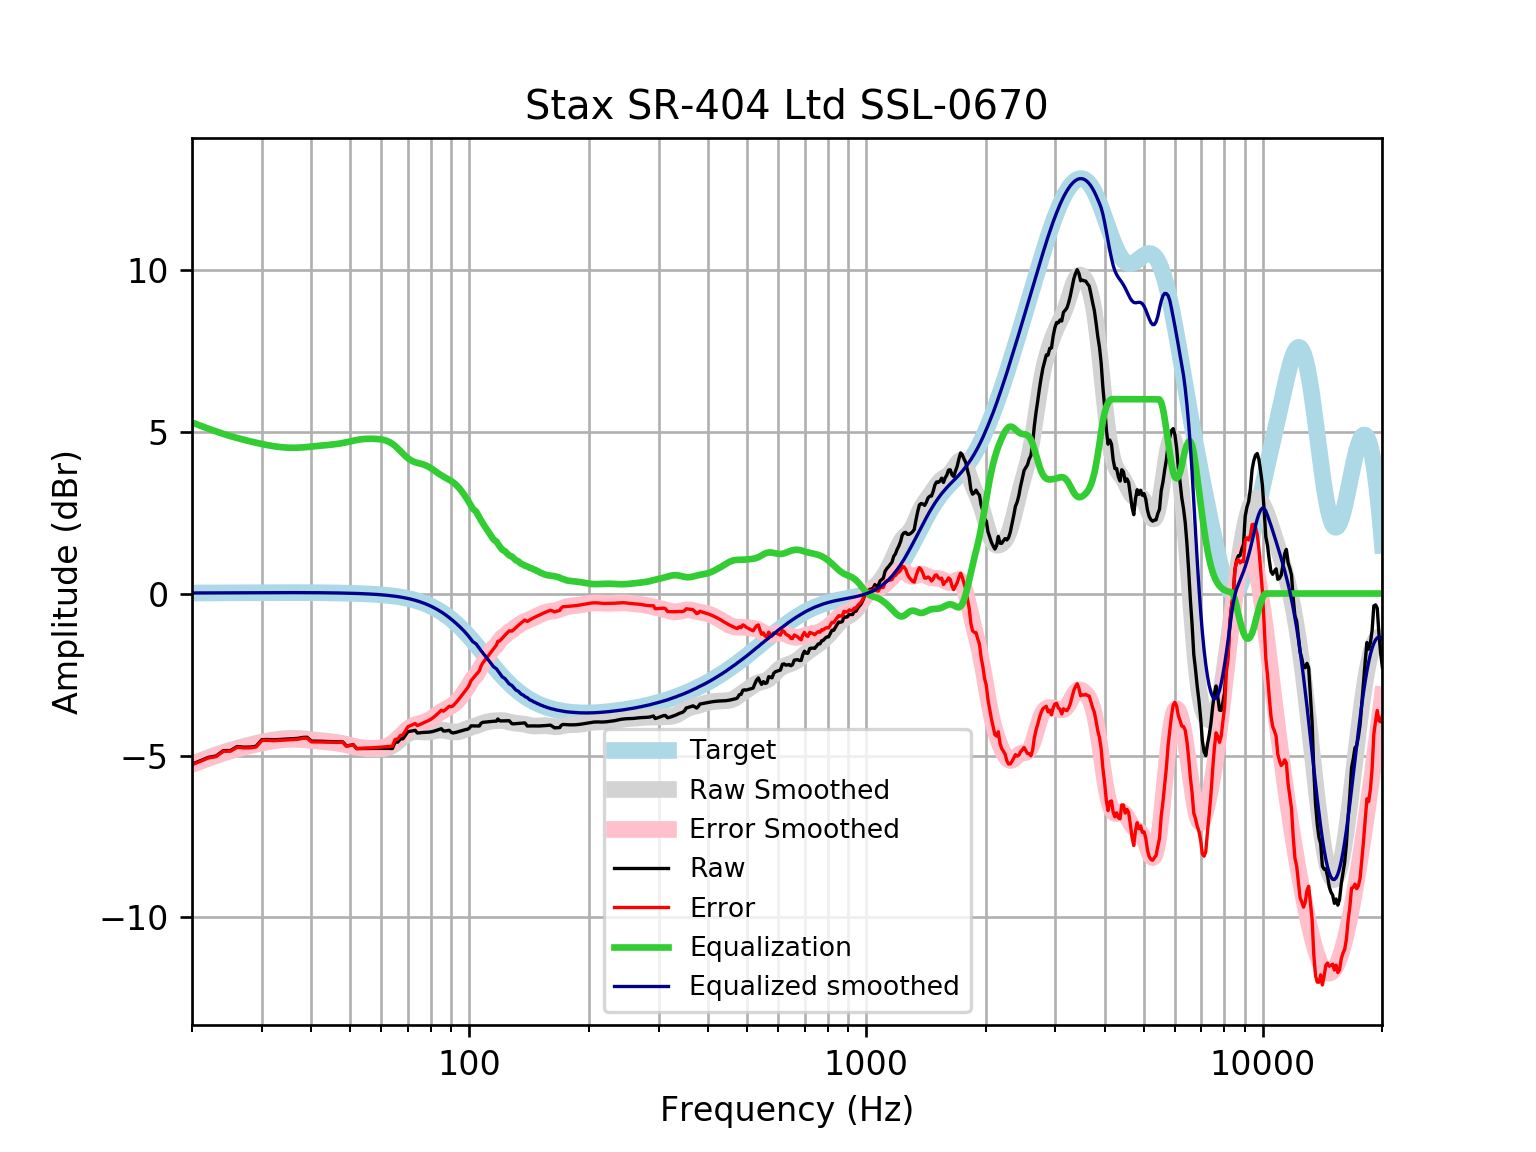 Stax SR-404 Ltd SSL-0670
Amplitude (dBr)
10
5
0
−5
−10
Target
Raw Smoothed
Error Smoothed
Raw
Error
Equalization
Equalized smoothed
100 1000 10000
Frequency (Hz)